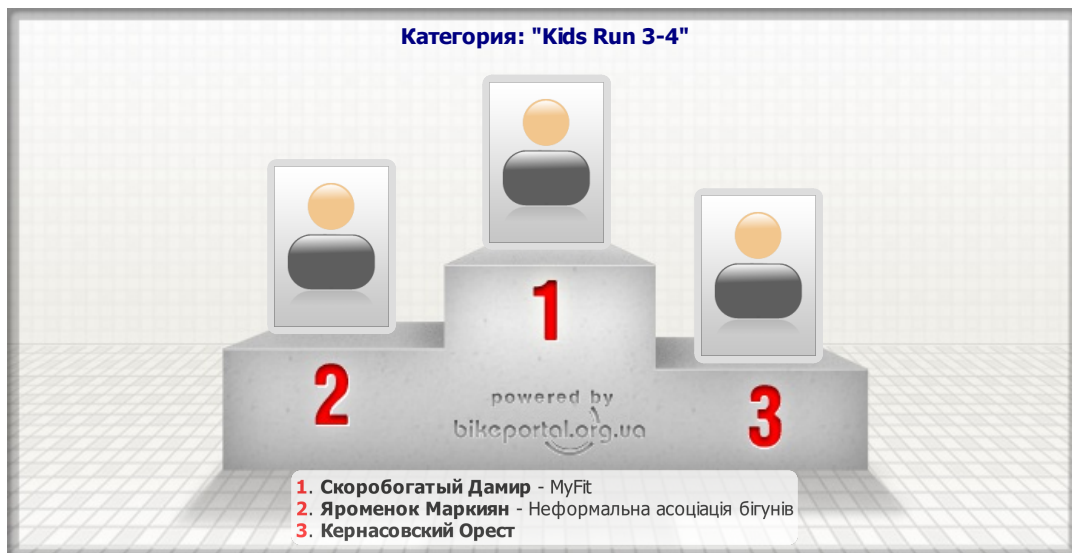 Категория: "Kids Run 3-4"
1
2
3
powered by
bikeportal.org.ua
1. Скоробогатый Дамир - MyFit
2. Яроменок Маркиян - Неформальна асоціація бігунів
3. Кернасовский Орест